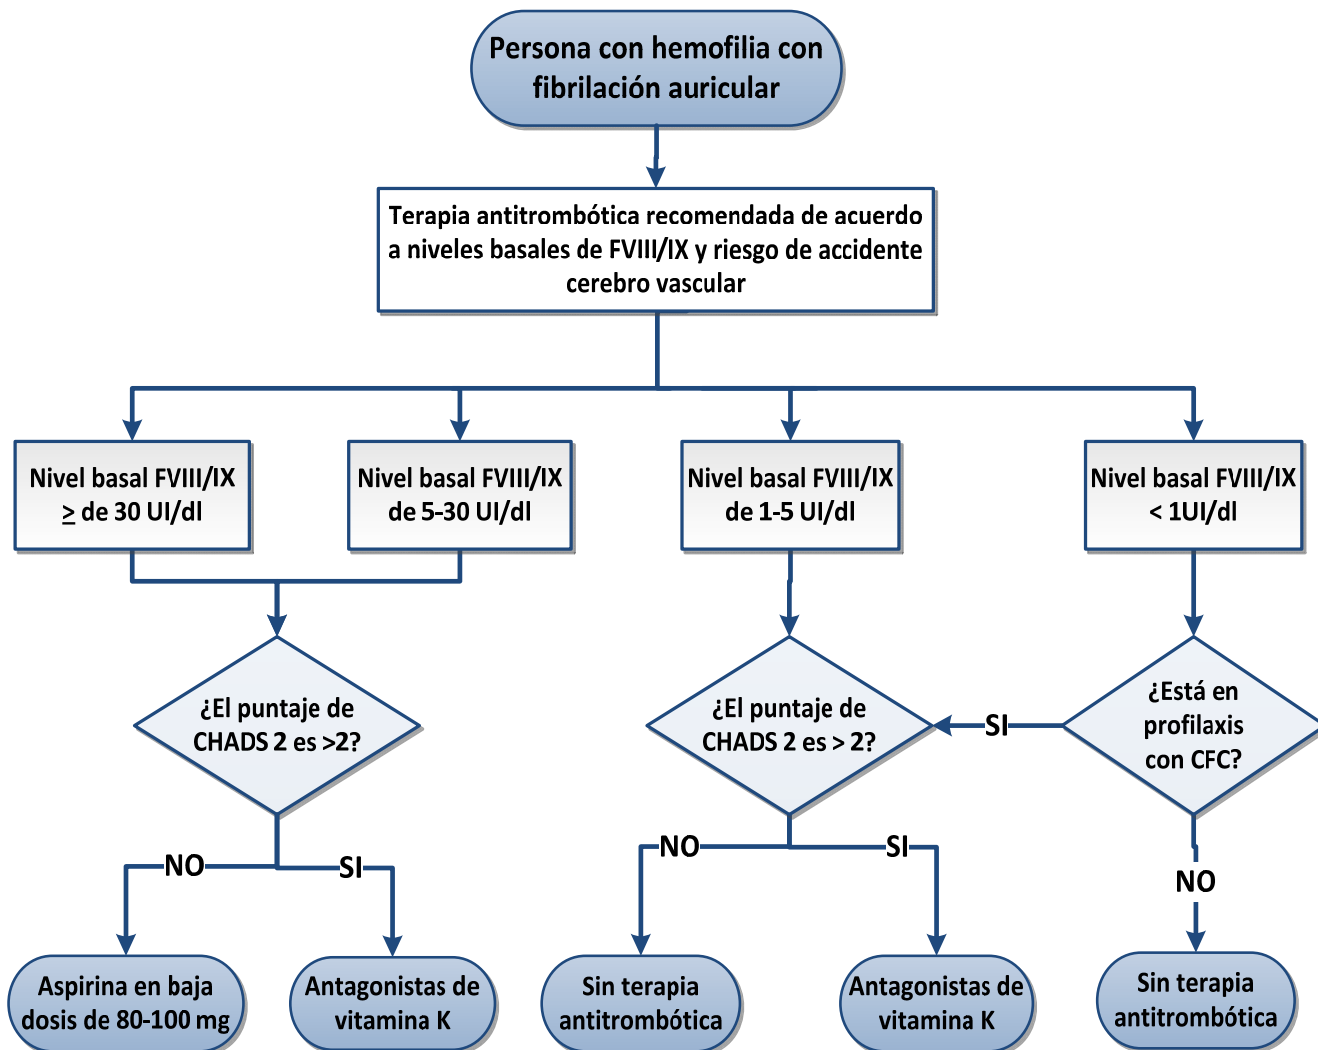 Persona con hemofilia con
fibrilación auricular
Terapia antitrombótica recomendada de acuerdo
a niveles basales de FVIII/IX y riesgo de accidente
cerebro vascular
Nivel basal FVIII/IX
≥ de 30 UI/dl
Nivel basal FVIII/IX
de 5-30 UI/dl
Nivel basal FVIII/IX
de 1-5 UI/dl
Nivel basal FVIII/IX
< 1UI/dl
¿El puntaje de
CHADS 2 es >2?
¿El puntaje de
CHADS 2 es > 2?
SI
¿Está en
profilaxis
con CFC?
NO
SI
NO
SI
NO
Aspirina en baja
dosis de 80-100 mg
Antagonistas de
vitamina K
Sin terapia
antitrombótica
Antagonistas de
vitamina K
Sin terapia
antitrombótica